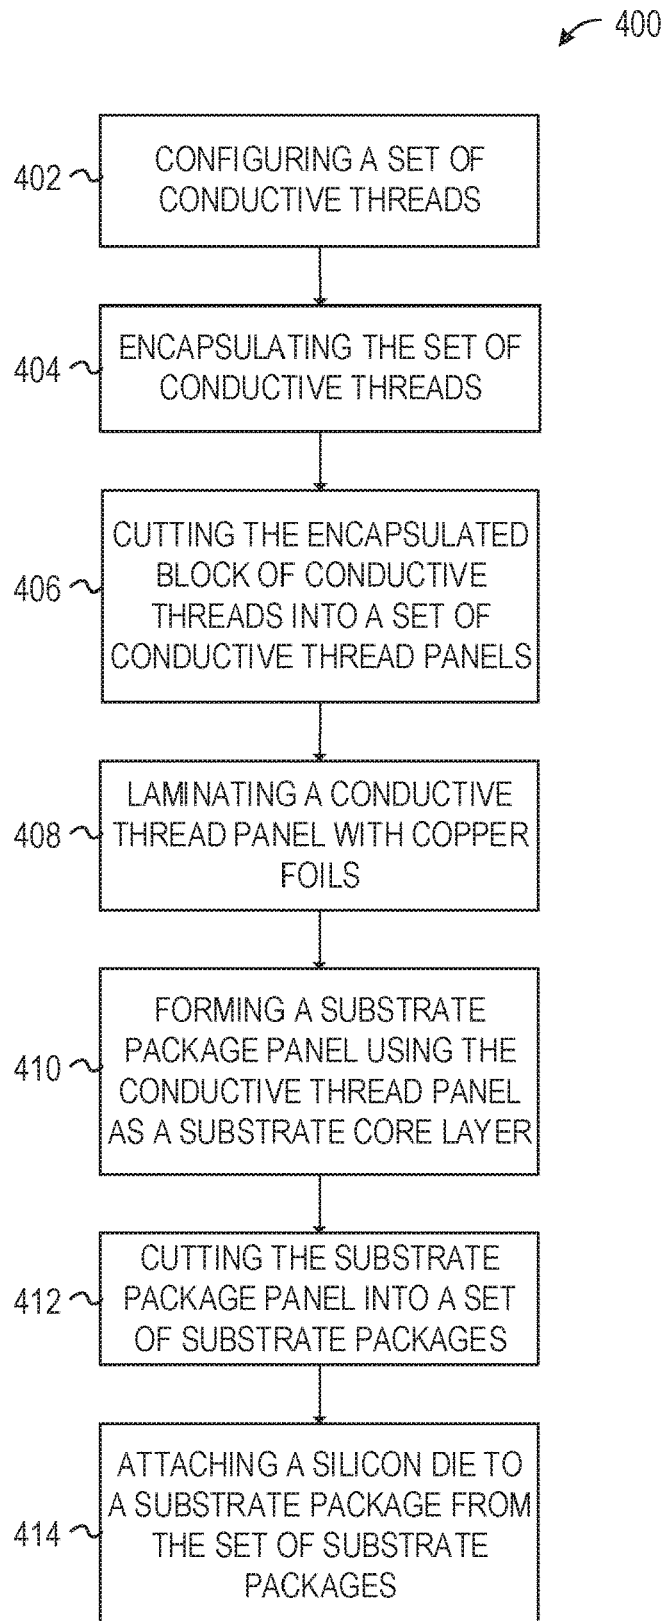 400
402
CONFIGURING A SET OF
CONDUCTIVE THREADS
404
ENCAPSULATING THE SET OF
CONDUCTIVE THREADS
406
CUTTING THE ENCAPSULATED
BLOCK OF CONDUCTIVE
THREADS INTO A SET OF
CONDUCTIVE THREAD PANELS
408
LAMINATING A CONDUCTIVE
THREAD PANEL WITH COPPER
FOILS
410
FORMING A SUBSTRATE
PACKAGE PANEL USING THE
CONDUCTIVE THREAD PANEL
AS A SUBSTRATE CORE LAYER
412
CUTTING THE SUBSTRATE
PACKAGE PANEL INTO A SET
OF SUBSTRATE PACKAGES
414
ATTACHING A SILICON DIE TO
A SUBSTRATE PACKAGE FROM
THE SET OF SUBSTRATE
PACKAGES